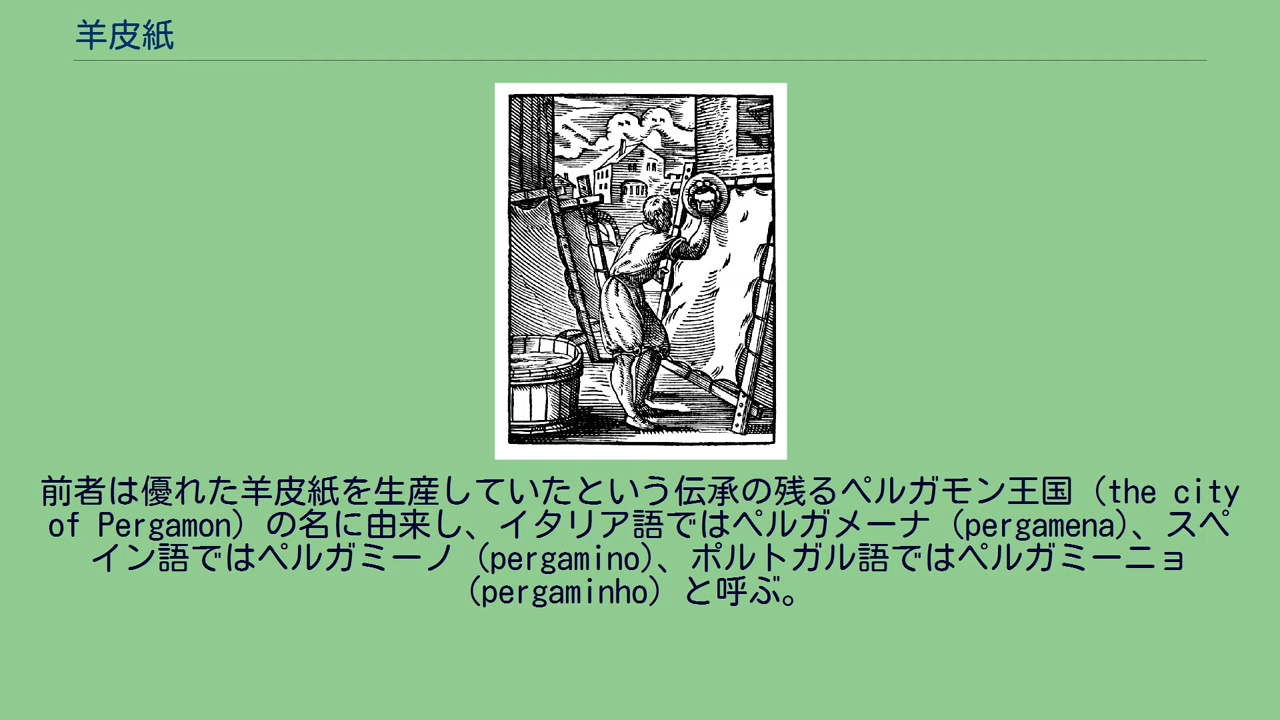 羊皮紙
前者は優れた羊皮紙を生産していたという伝承の残るペルガモン王国（the city
of Pergamon）の名に由来し、イタリア語ではペルガメーナ（pergamena）、スペ
イン語ではペルガミーノ（pergamino）、ポルトガル語ではペルガミーニョ
（pergaminho）と呼ぶ。